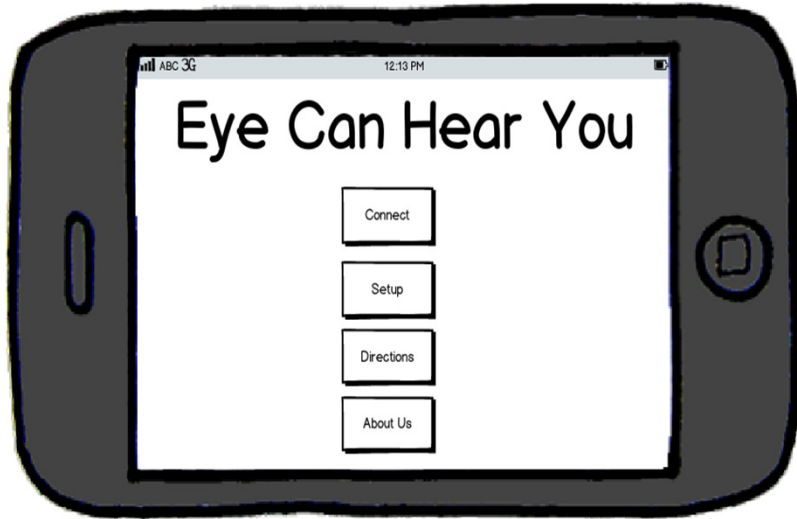 ABC 3G 12:13 PM
Eye Can Hear You
Connect
Setup
Directions
About Us